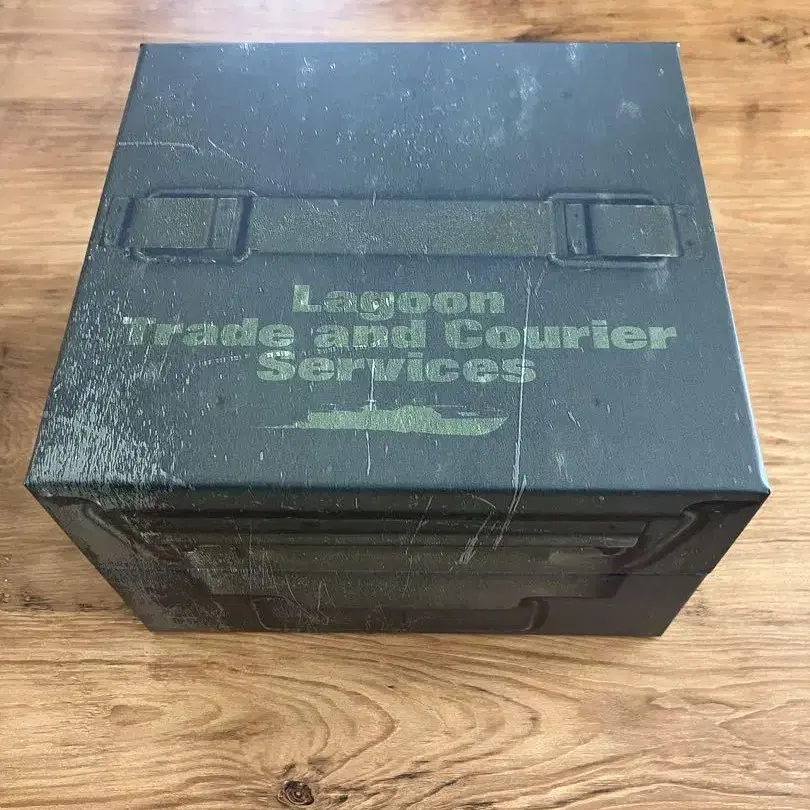 Lagoon
Trade and Courier
Services